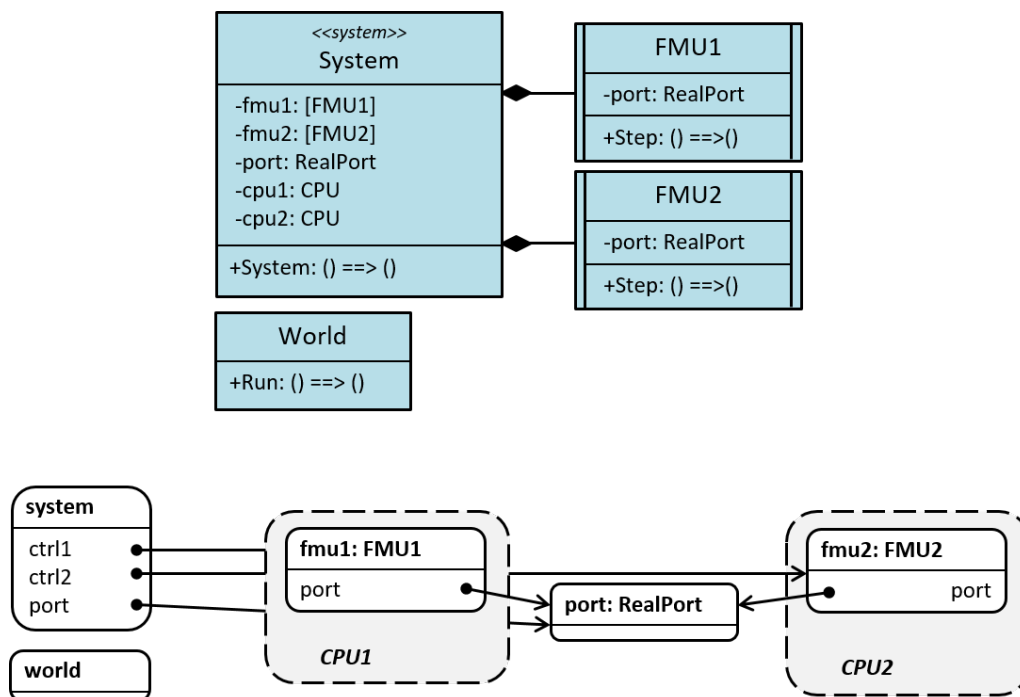 <<system>>
System
-fmu1: [FMU1]
-fmu2: [FMU2]
-port: RealPort
-cpu1: CPU
-cpu2: CPU
+System: () ==> ()
FMU1
-port: RealPort
+Step: () ==>()
FMU2
-port: RealPort
+Step: () ==>()
World
+Run: () ==> ()
system
ctrl1
ctrl2
port
world
fmu1: FMU1
port
CPU1
port: RealPort
fmu2: FMU2
port
CPU2